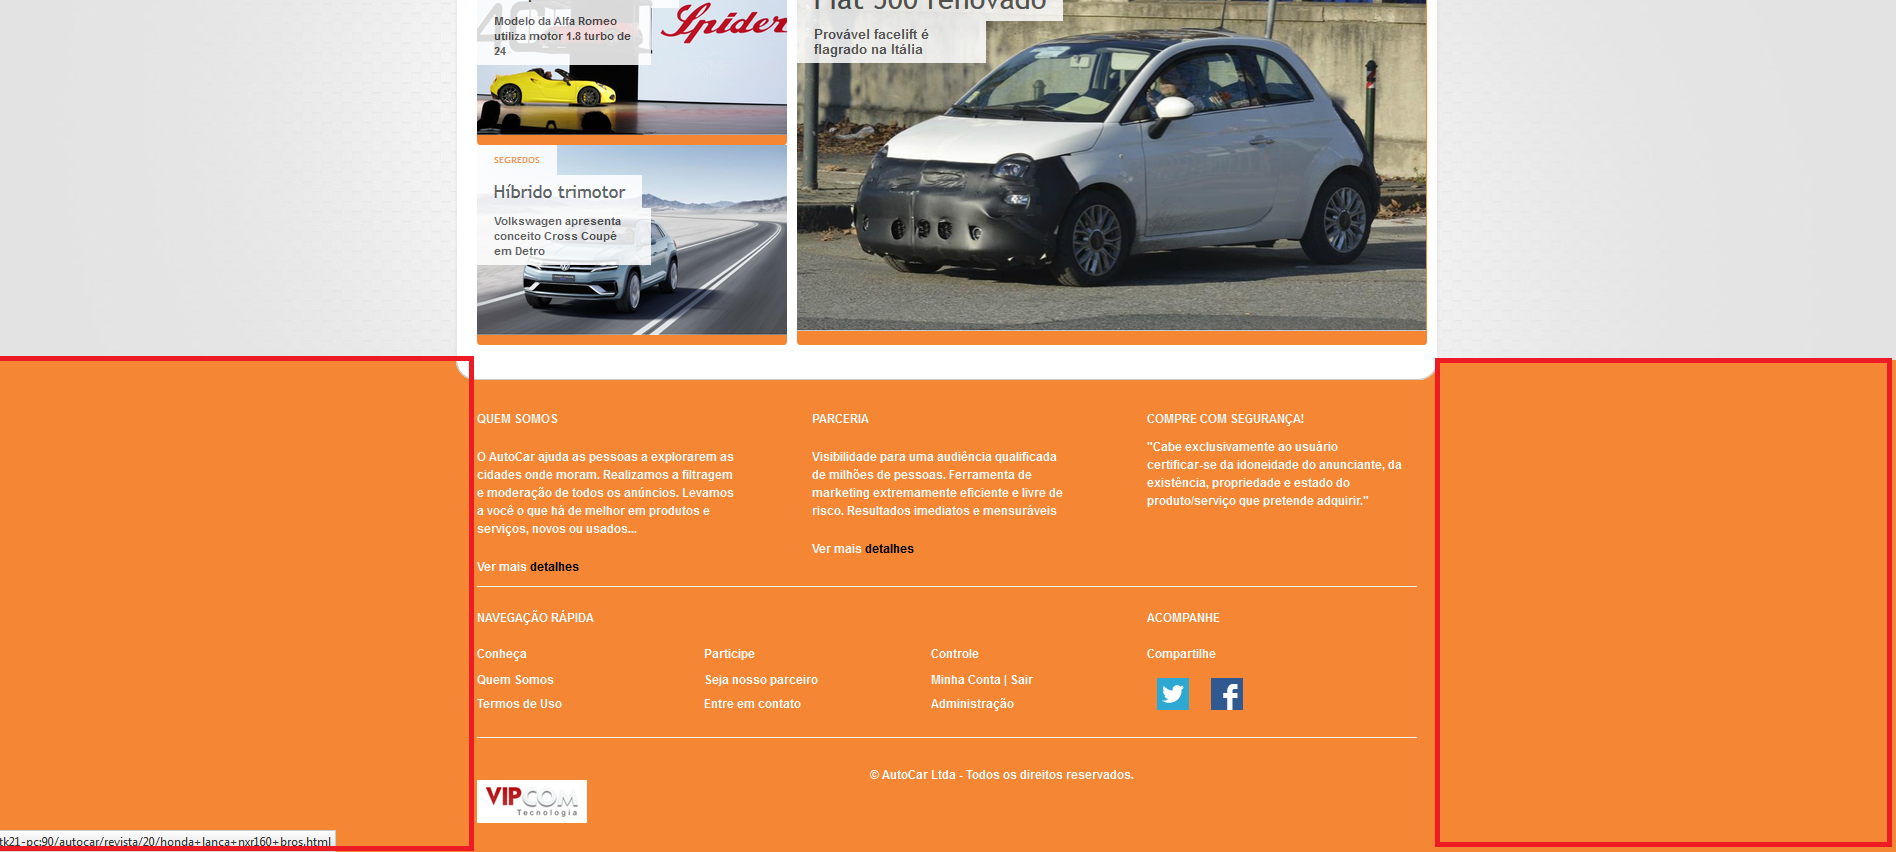 Modelo da Alfa Romeo
utiliza motor 1.8 turbo de
24
Spider
Fiat 500 renovado
Provável facelift é
flagrado na Itália
SEGREDOS
Híbrido trimotor
Volkswagen apresenta
conceito Cross Coupê
em Detro
QUEM SOMOS
O AutoCar ajuda as pessoas a explorarem as
cidades onde moram. Realizamos a filtragem
e moderação de todos os anúncios. Levamos
a você o que há de melhor em produtos e
serviços, novos ou usados...
Ver mais detalhes
PARCERIA
Visibilidade para uma audiência qualificada
de milhões de pessoas. Ferramenta de
marketing extremamente eficiente e livre de
risco. Resultados imediatos e mensuráveis
Ver mais detalhes
COMPRE COM SEGURANÇA!
"Cabe exclusivamente ao usuário
certificar-se da idoneidade do anunciante, da
existência, propriedade e estado do
produto/serviço que pretende adquirir."
NAVEGAÇÃO RÁPIDA
Conheça
Quem Somos
Termos de Uso
Participe
Seja nosso parceiro
Entre em contato
Controle
Minha Conta | Sair
Administração
ACOMPANHE
Compartilhe
© AutoCar Ltda - Todos os direitos reservados.
VIPCOM
Tecnologia
tk21-pc:90/autocar/revista/20/honda+lanca+nxr160+bros.html